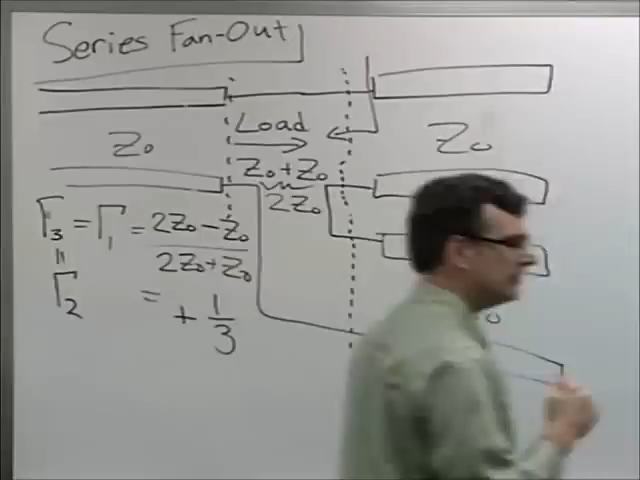 Series Fan-Out
Load
Z₀
Z₀
Z₀+Z₀
2Z₀
Γ₃ = Γ₁ = (2Z₀ - Z₀) / (2Z₀ + Z₀)
=
Γ₂ = + 1/3